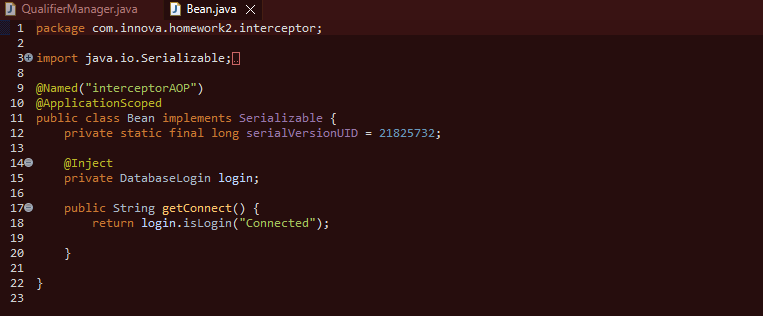 QualifierManager.java Bean.java
1 package com.innova.homework2.interceptor;
2
3 import java.io.Serializable;
8
9 @Named("interceptorAOP")
10 @ApplicationScoped
11 public class Bean implements Serializable {
12 private static final long serialVersionUID = 21825732;
13
14 @Inject
15 private DatabaseLogin login;
16
17 public String getConnect() {
18 return login.isLogin("Connected");
19
20 }
21
22 }
23